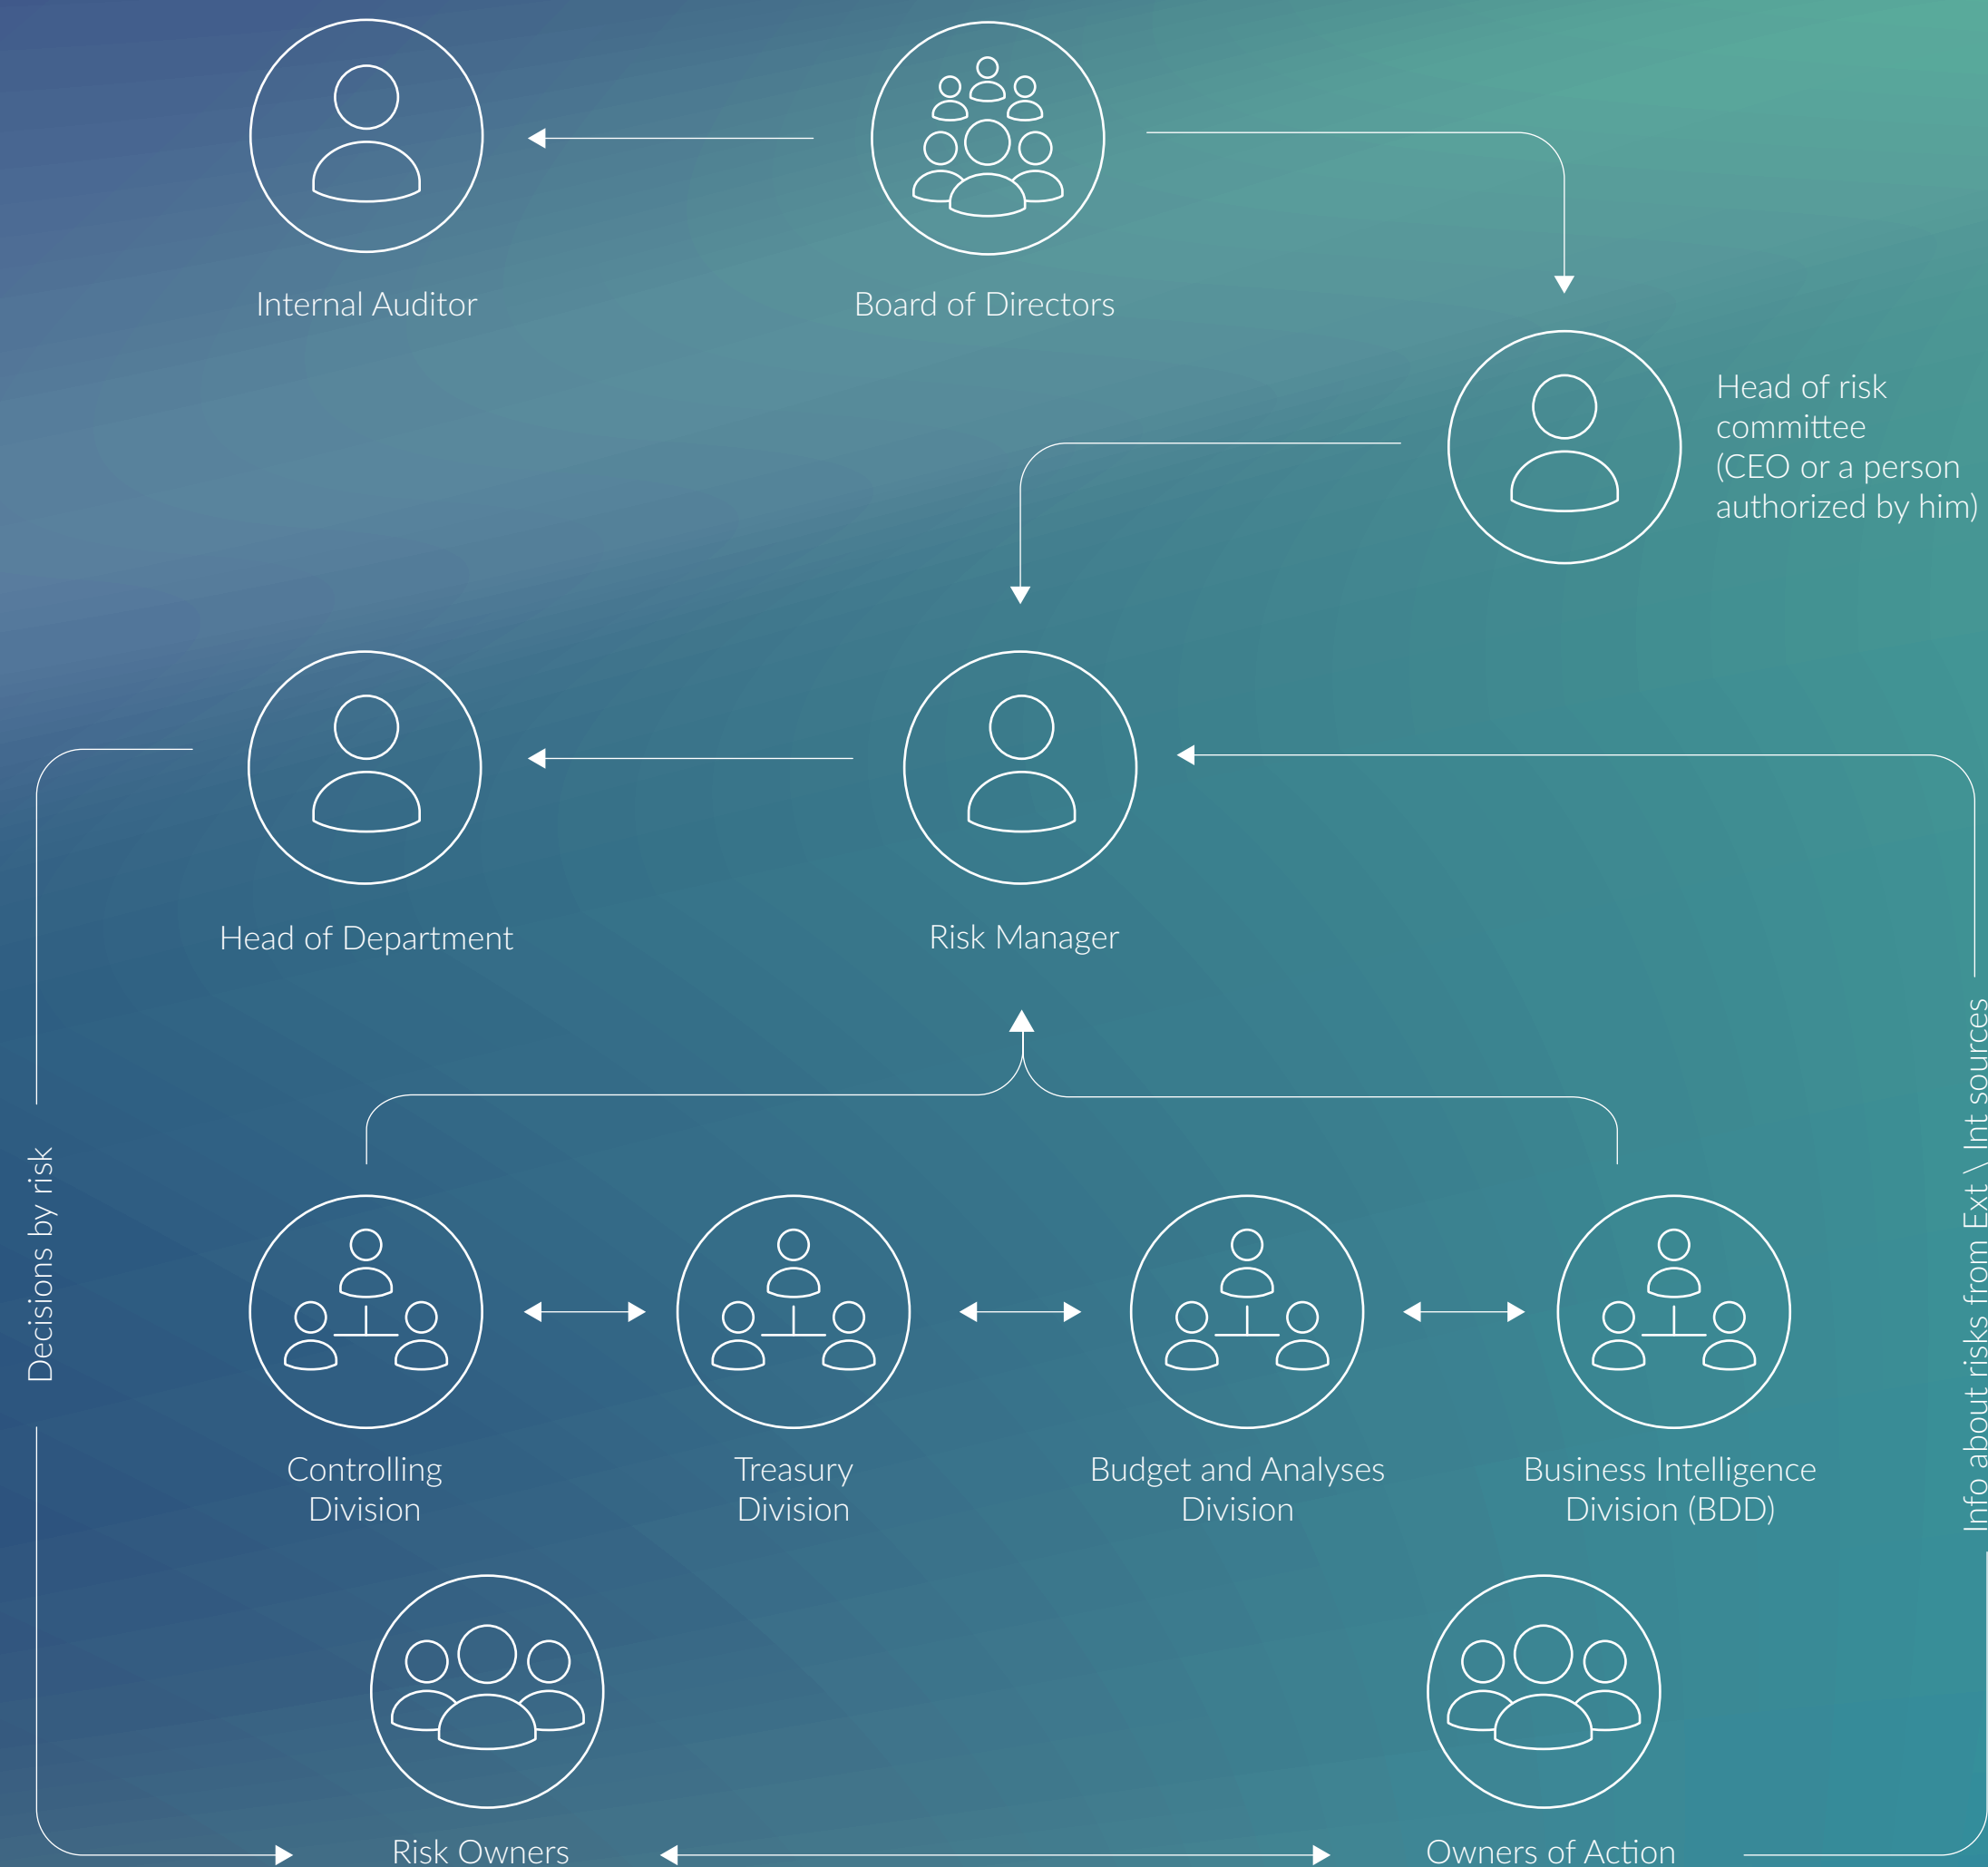 Internal Auditor
Board of Directors
Head of risk
committee
(CEO or a person
authorized by him)
Head of Department
Risk Manager
Decisions by risk
Info about risks from Ext \ Int sources
Controlling
Division
Treasury
Division
Budget and Analyses
Division
Business Intelligence
Division (BDD)
Risk Owners
Owners of Action